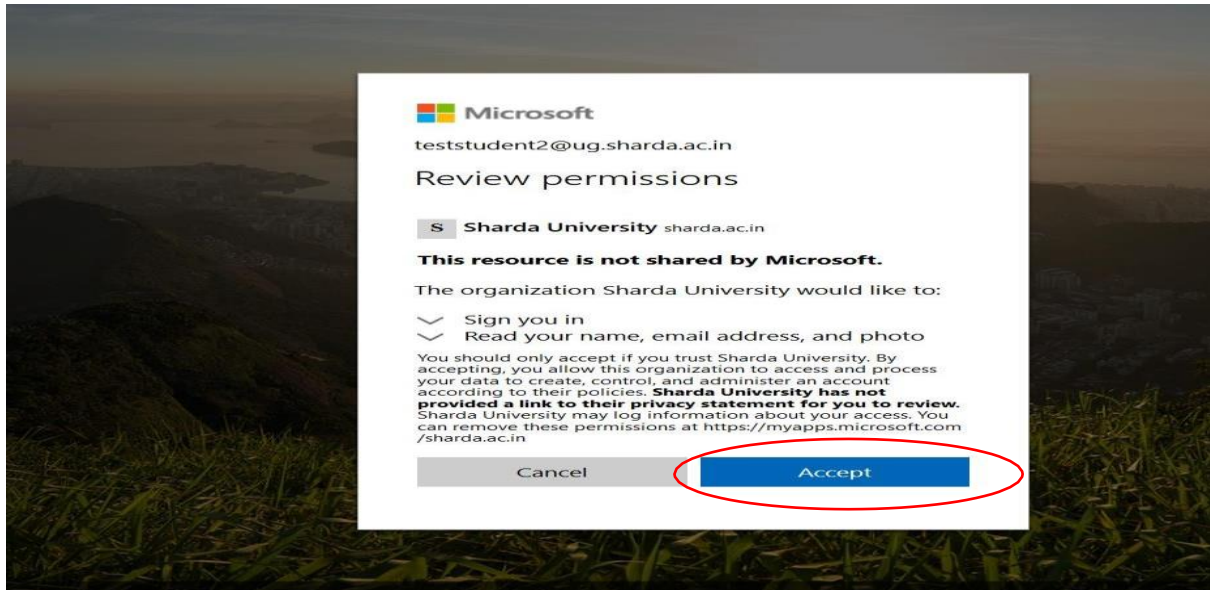 Microsoft
teststudent2@ug.sharda.ac.in
Review permissions
S Sharda University sharda.ac.in
This resource is not shared by Microsoft.
The organization Sharda University would like to:
Sign you in
Read your name, email address, and photo
You should only accept if you trust Sharda University. By
accepting, you allow this organization to access and process
your data to create, control, and administer an account
according to their policies. Sharda University has not
provided a link to their privacy statement for you to review.
Sharda University may log information about your access. You
can remove these permissions at https://myapps.microsoft.com
/sharda.ac.in
Cancel Accept